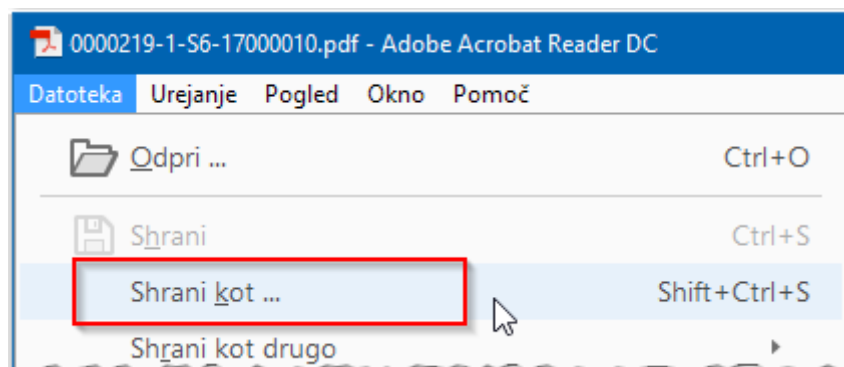 0000219-1-S6-17000010.pdf - Adobe Acrobat Reader DC
Datoteka Urejanje Pogled Okno Pomoč
Odpri ... Ctrl+O
Shrani Ctrl+S
Shrani kot ... Shift+Ctrl+S
Shrani kot drugo